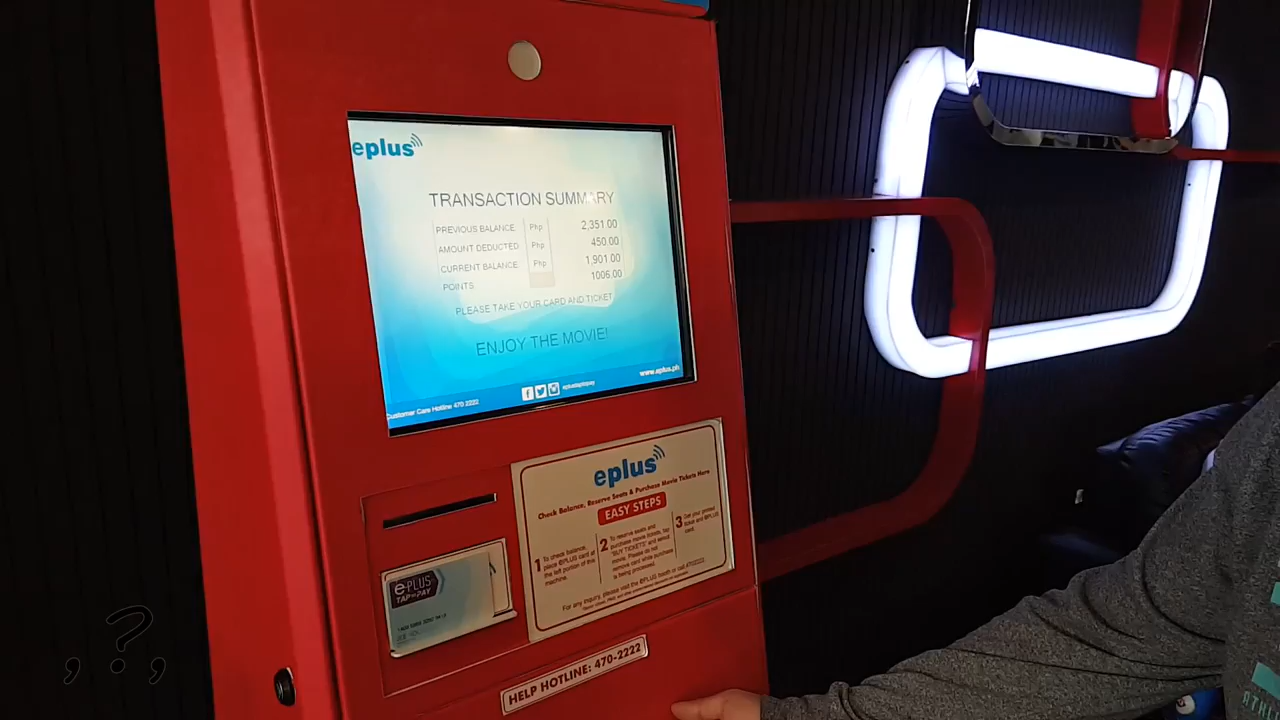 eplus
TRANSACTION SUMMARY
PREVIOUS BALANCE Php 2,351.00
AMOUNT DEDUCTED Php 450.00
CURRENT BALANCE Php 1,901.00
POINTS 1006.00
PLEASE TAKE YOUR CARD AND TICKET
ENJOY THE MOVIE!
www.eplus.ph
Customer Care Hotline 470 2222
eplus
Check Balance, Reserve Seats & Purchase Movie Tickets Here
EASY STEPS
1 To check balance,
place ePLUS card at
the left portion of this
machine.
2 To reserve seats and
purchase movie tickets, tap
"BUY TICKETS" and select
movie. Please do not
remove card while purchase
is being processed.
3 Get your printed
ticket and ePLUS
card.
For any inquiry, please visit the ePLUS booth or call 4702222.
e-PLUS
TAP to PAY
HELP HOTLINE: 470-2222
,?,